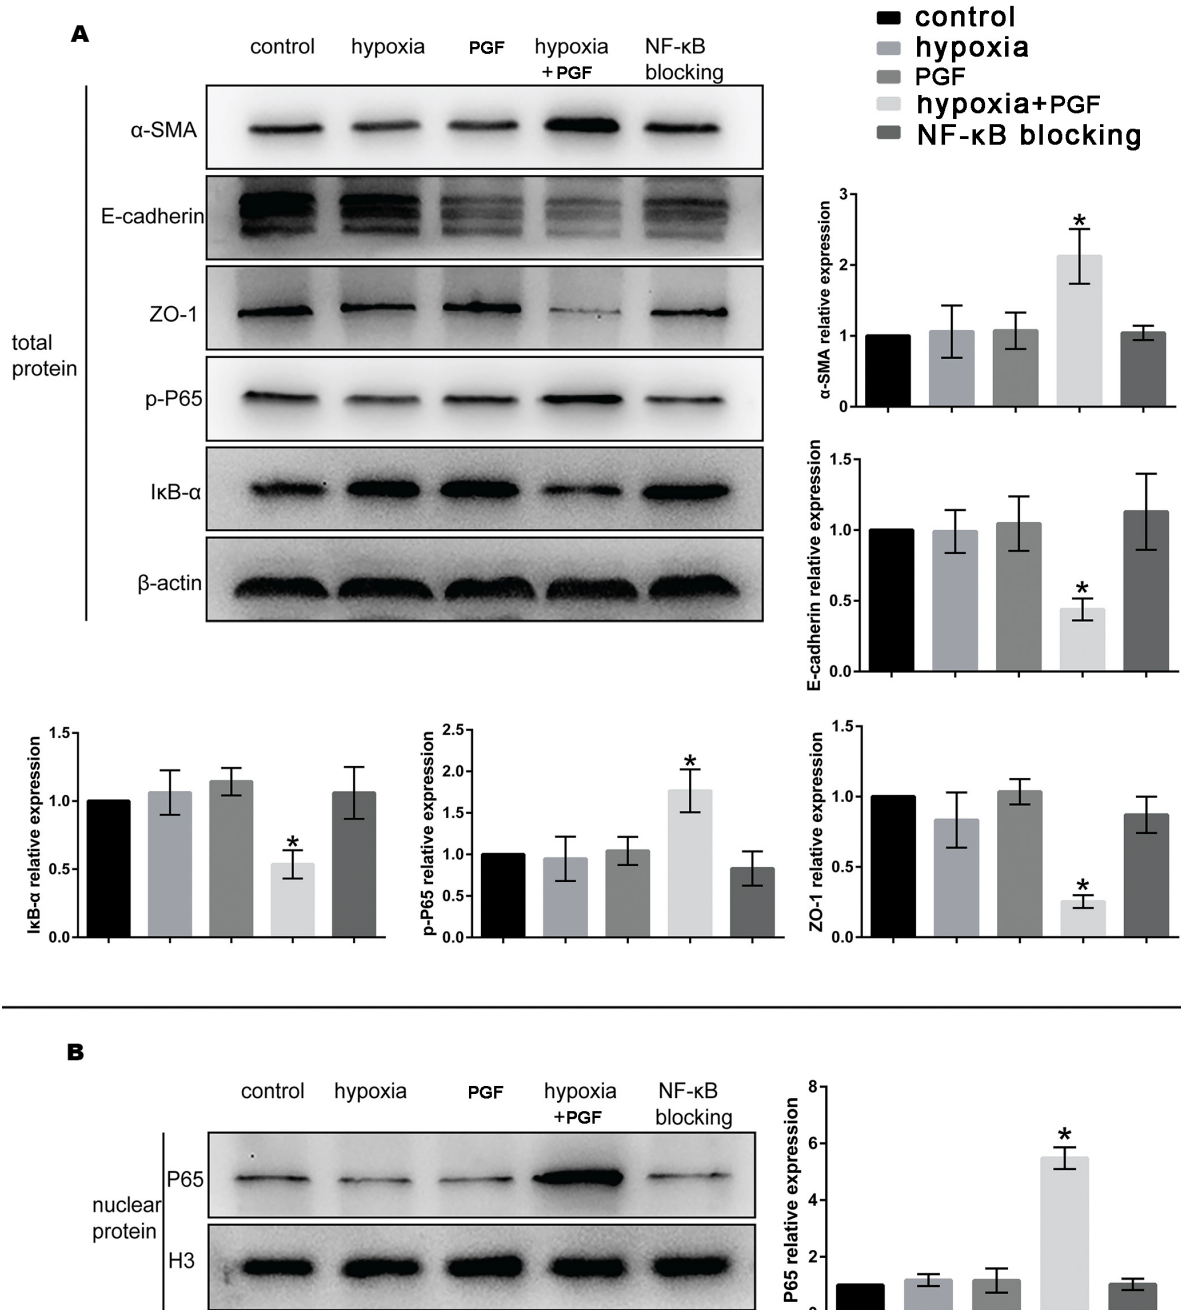 A
control
hypoxia
PGF
hypoxia
+PGF
NF-κB
blocking
control
hypoxia
PGF
hypoxia+PGF
NF-κB blocking
total
protein
α-SMA
E-cadherin
ZO-1
p-P65
IκB-α
β-actin
α-SMA relative expression
3
2
1
0
*
E-cadherin relative expression
1.5
1.0
0.5
0.0
*
IκB-α relative expression
1.5
1.0
0.5
0.0
*
p-P65 relative expression
2.5
2.0
1.5
1.0
0.5
0.0
*
ZO-1 relative expression
1.5
1.0
0.5
0.0
*
B
control
hypoxia
PGF
hypoxia
+PGF
NF-κB
blocking
nuclear
protein
P65
H3
P65 relative expression
8
6
4
2
0
*